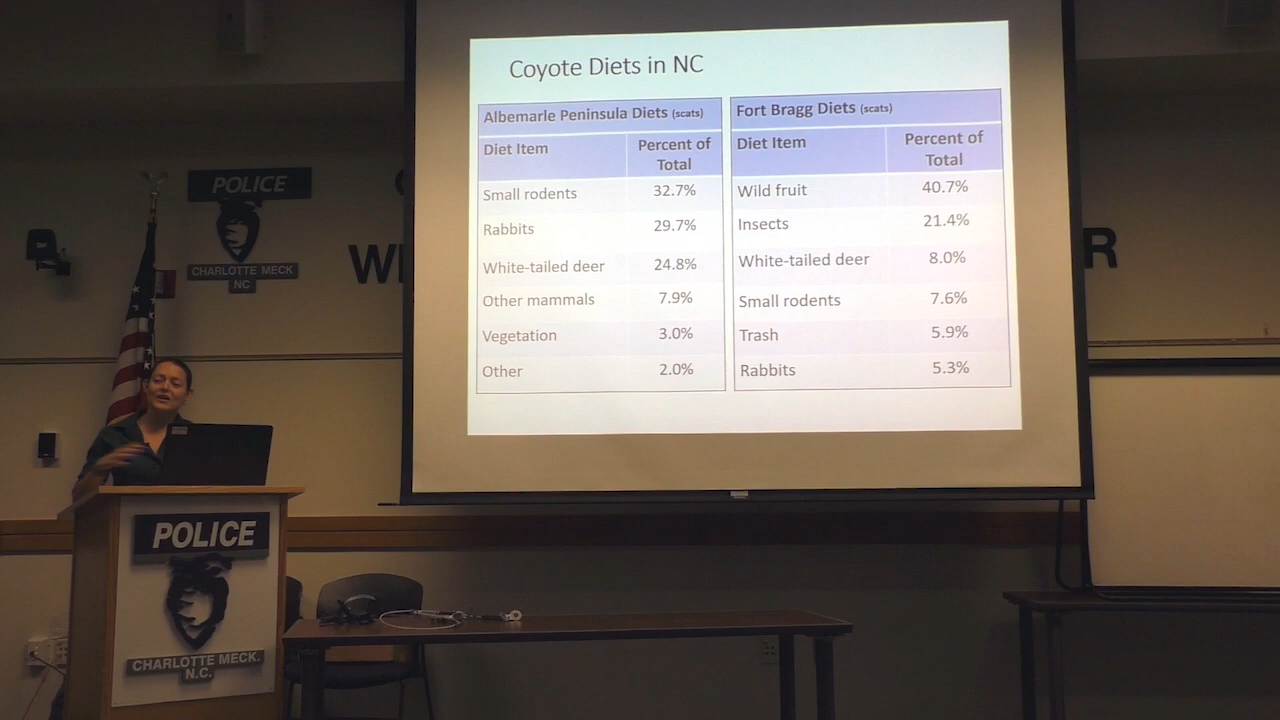 Coyote Diets in NC
Albemarle Peninsula Diets (scats)
Diet Item Percent of Total
Small rodents 32.7%
Rabbits 29.7%
White-tailed deer 24.8%
Other mammals 7.9%
Vegetation 3.0%
Other 2.0%
Fort Bragg Diets (scats)
Diet Item Percent of Total
Wild fruit 40.7%
Insects 21.4%
White-tailed deer 8.0%
Small rodents 7.6%
Trash 5.9%
Rabbits 5.3%
POLICE
CHARLOTTE MECK
NC
POLICE
CHARLOTTE MECK.
N.C.